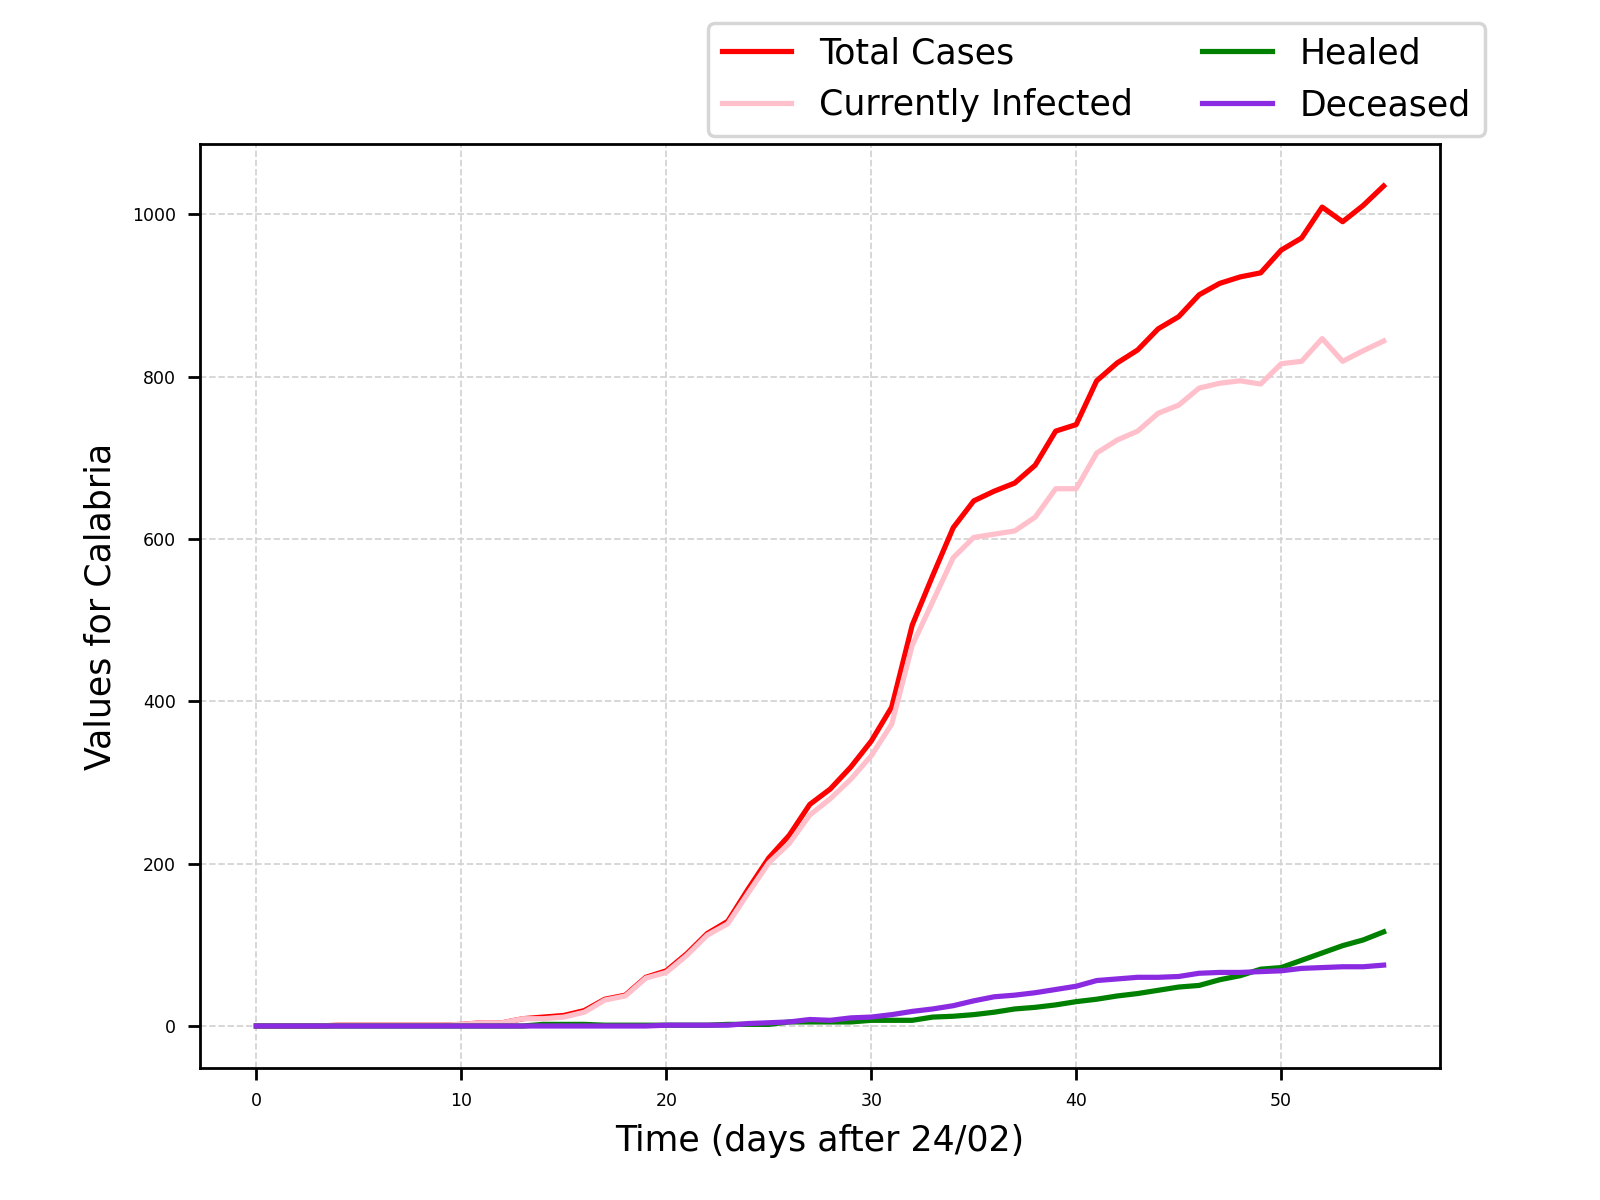 Total Cases
Currently Infected
Healed
Deceased
1000
800
600
400
200
0
Values for Calabria
0 10 20 30 40 50
Time (days after 24/02)